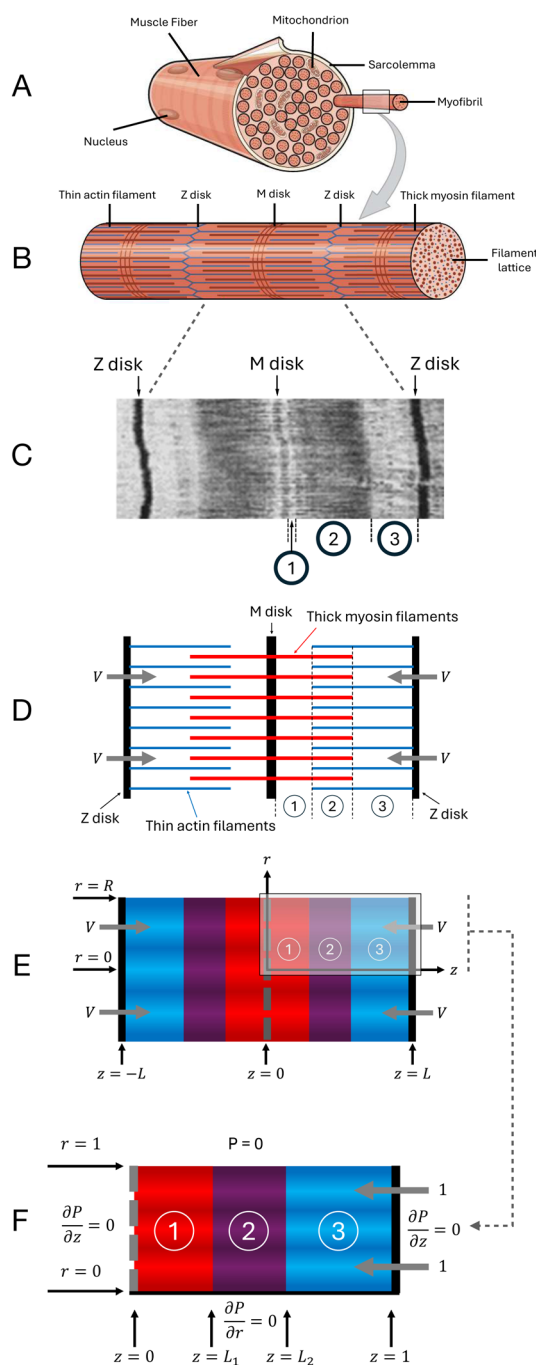 Muscle Fiber
Mitochondrion
Sarcolemma
A
Myofibril
Nucleus
Thin actin filament
Z disk
M disk
Z disk
Thick myosin filament
B
Filament
lattice
Z disk
M disk
Z disk
C
1
2
3
M disk
Thick myosin filaments
V
V
D
V
V
1
2
3
Z disk
Thin actin filaments
Z disk
r
r = R
V
V
E
1
2
3
r = 0
z
V
V
z = −L
z = 0
z = L
r = 1
P = 0
1
F
∂P/∂z = 0
1
2
3
∂P/∂z = 0
r = 0
1
∂P/∂r = 0
z = 0
z = L₁
z = L₂
z = 1